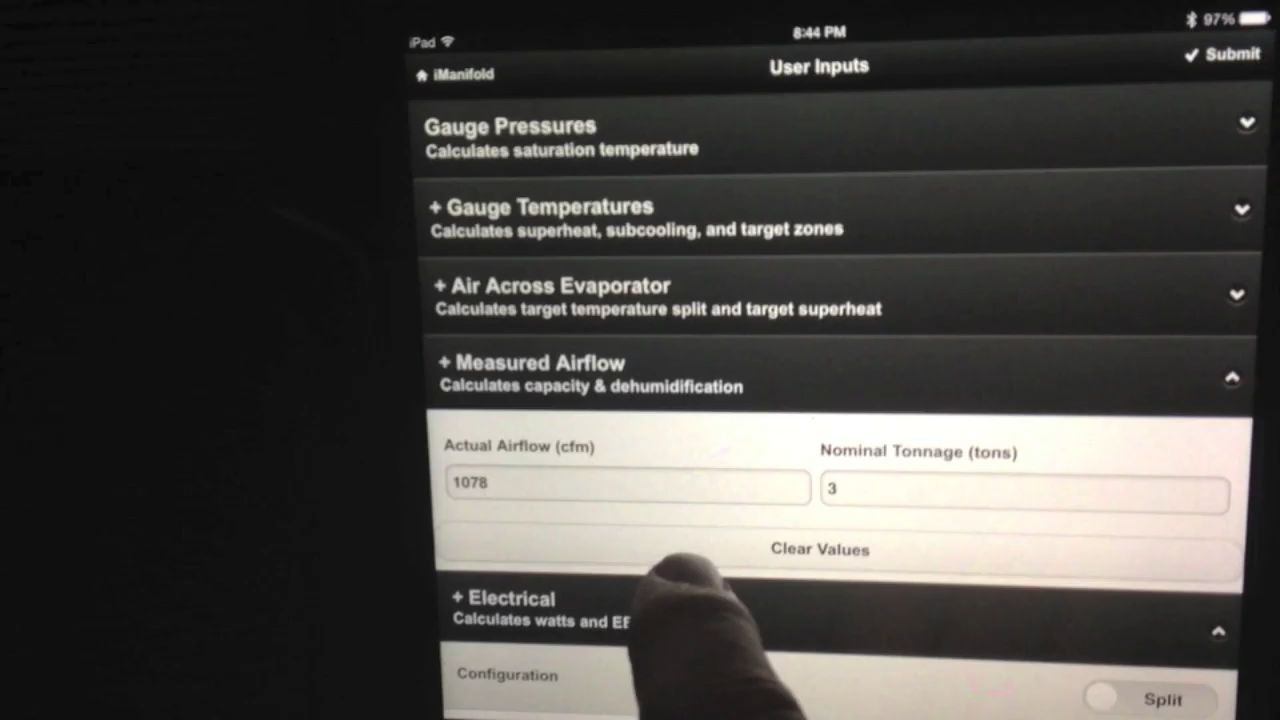 iPad
8:44 PM
97%
iManifold
User Inputs
Submit
Gauge Pressures
Calculates saturation temperature
+ Gauge Temperatures
Calculates superheat, subcooling, and target zones
+ Air Across Evaporator
Calculates target temperature split and target superheat
+ Measured Airflow
Calculates capacity & dehumidification
Actual Airflow (cfm)
Nominal Tonnage (tons)
1078
3
Clear Values
+ Electrical
Calculates watts and
Configuration
Split